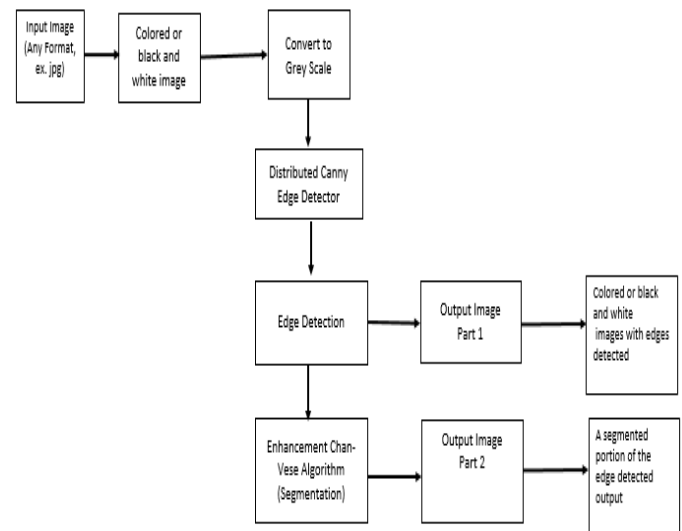 Input Image
(Any Format,
ex. jpg)
Colored or
black and
white image
Convert to
Grey Scale
Distributed Canny
Edge Detector
Edge Detection
Output Image
Part 1
Colored or black
and white
images with edges
detected
Enhancement Chan-
Vese Algorithm
(Segmentation)
Output Image
Part 2
A segmented
portion of the
edge detected
output